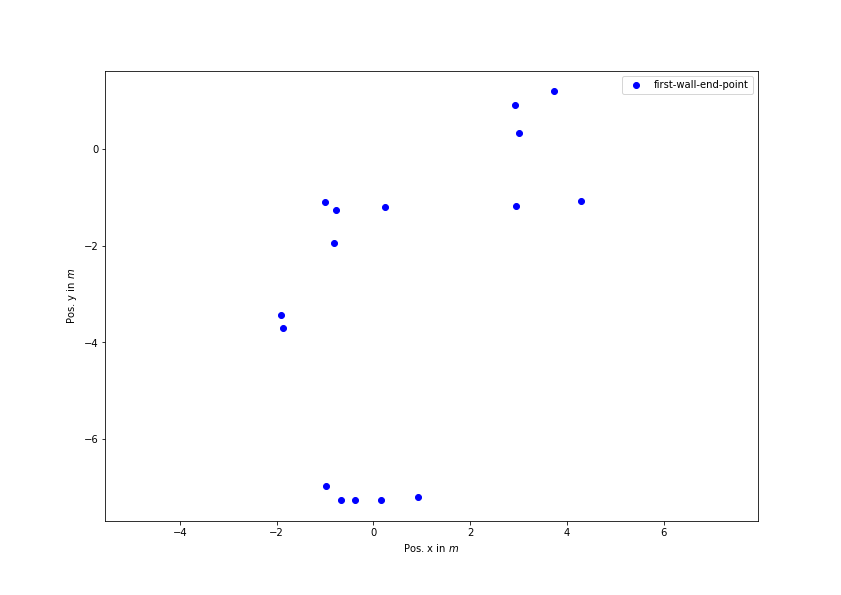 first-wall-end-point
0
−2
−4
−6
Pos. y in m
−4 −2 0 2 4 6
Pos. x in m